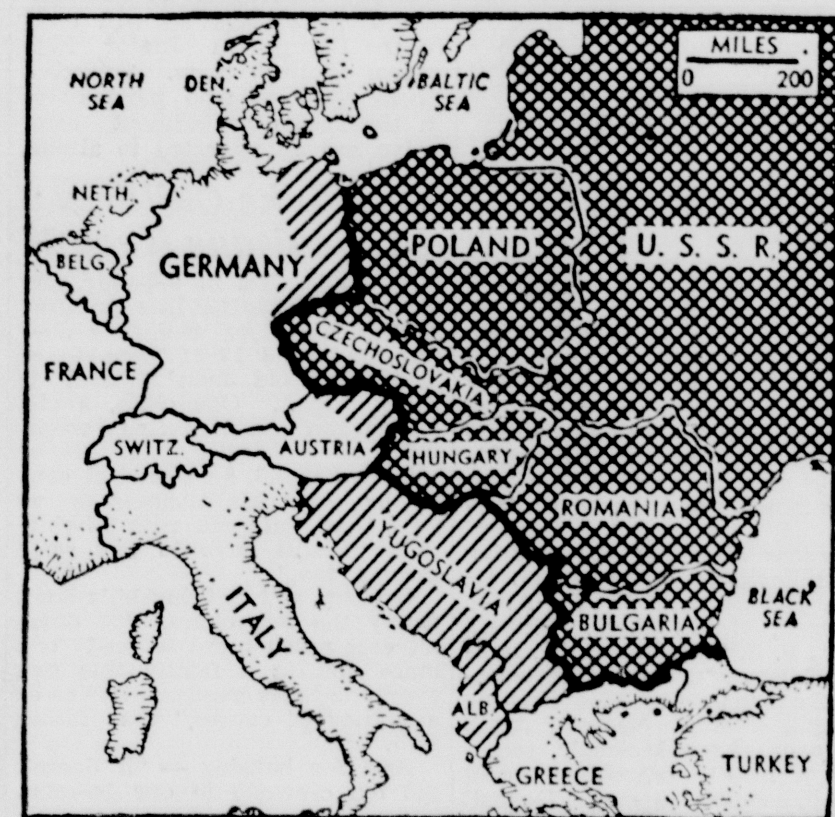 MILES
0 200
NORTH
SEA
DEN.
BALTIC
SEA
NETH.
BELG.
GERMANY
POLAND
U. S. S. R.
CZECHOSLOVAKIA
FRANCE
SWITZ.
AUSTRIA
HUNGARY
ROMANIA
YUGOSLAVIA
ITALY
BULGARIA
BLACK
SEA
ALB.
GREECE
TURKEY